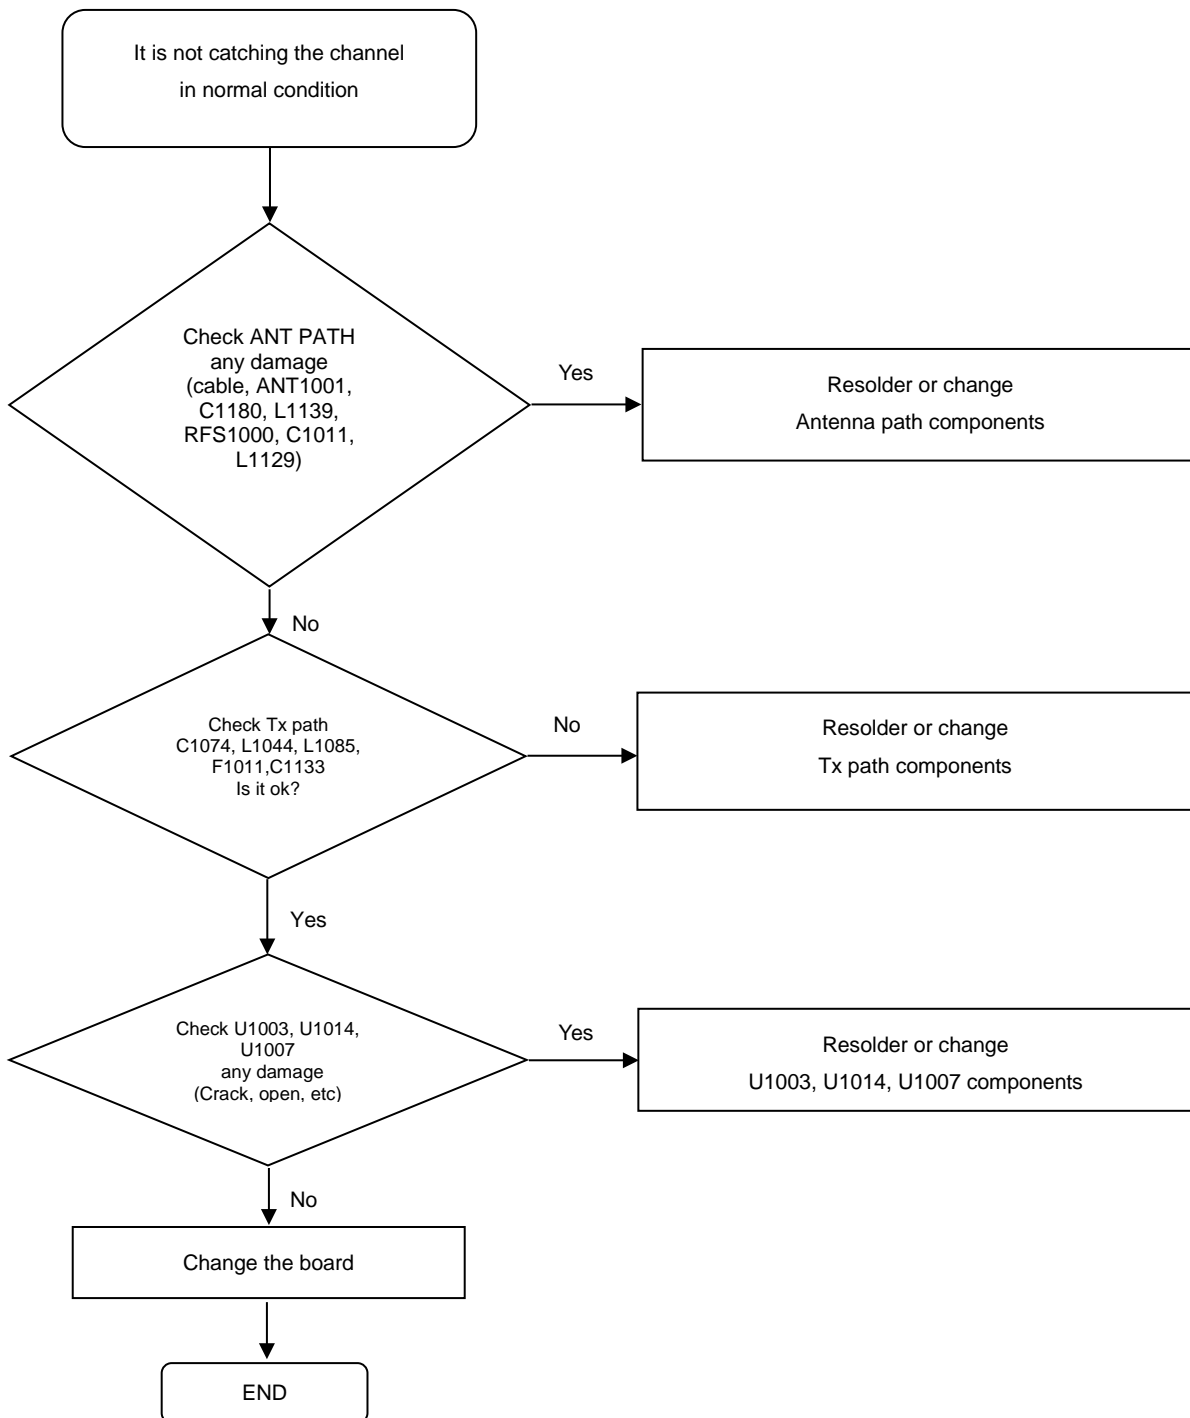 It is not catching the channel
in normal condition
Check ANT PATH
any damage
(cable, ANT1001,
C1180, L1139,
RFS1000, C1011,
L1129)
Yes
Resolder or change
Antenna path components
No
Check Tx path
C1074, L1044, L1085,
F1011,C1133
Is it ok?
No
Resolder or change
Tx path components
Yes
Check U1003, U1014,
U1007
any damage
(Crack, open, etc)
Yes
Resolder or change
U1003, U1014, U1007 components
No
Change the board
END